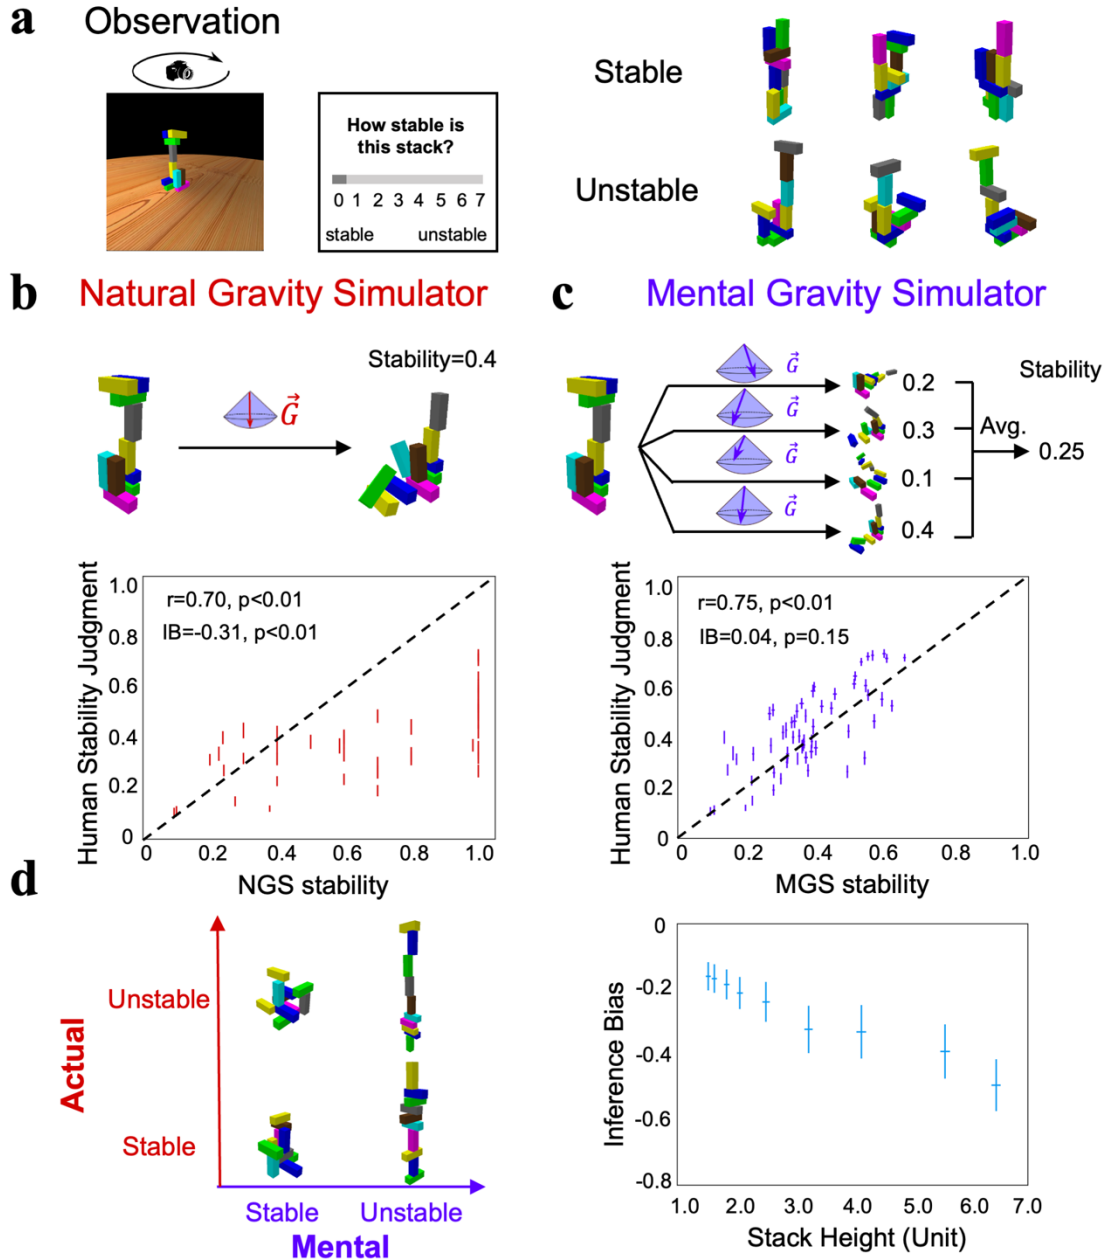 a Observation
How stable is
this stack?
0 1 2 3 4 5 6 7
stable unstable
Stable
Unstable
b Natural Gravity Simulator
Stability=0.4
G
c Mental Gravity Simulator
G
G
G
G
0.2
0.3
0.1
0.4
Avg.
Stability
0.25
Human Stability Judgment
1.0
0.8
0.6
0.4
0.2
0
r=0.70, p<0.01
IB=-0.31, p<0.01
0 0.2 0.4 0.6 0.8 1.0
NGS stability
Human Stability Judgment
1.0
0.8
0.6
0.4
0.2
0
r=0.75, p<0.01
IB=0.04, p=0.15
0 0.2 0.4 0.6 0.8 1.0
MGS stability
d
Actual
Unstable
Stable
Stable Unstable
Mental
Inference Bias
0
-0.2
-0.4
-0.6
-0.8
1.0 2.0 3.0 4.0 5.0 6.0 7.0
Stack Height (Unit)